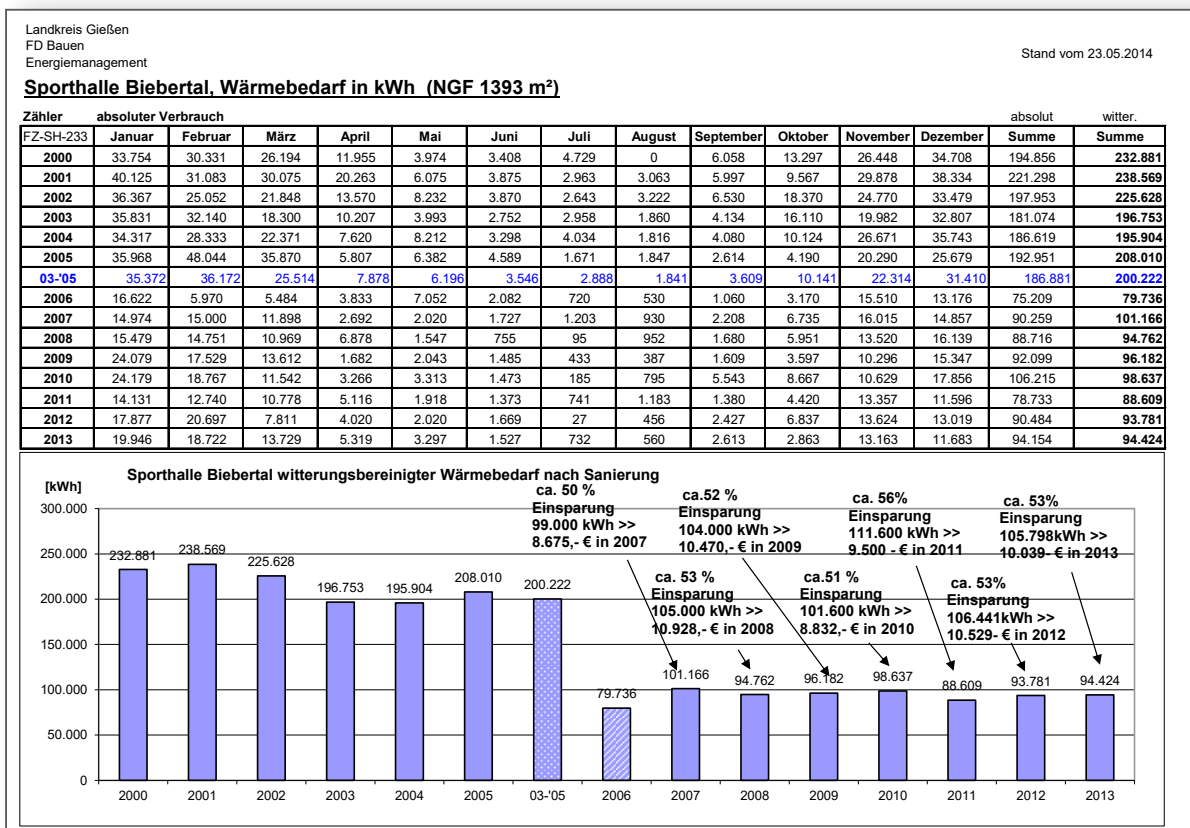 Landkreis Gießen
FD Bauen
Energiemanagement
Stand vom 23.05.2014
Sporthalle Biebertal, Wärmebedarf in kWh (NGF 1393 m²)
Zähler absoluter Verbrauch absolut witter.
FZ-SH-233 Januar Februar März April Mai Juni Juli August September Oktober November Dezember Summe Summe
2000 33.754 30.331 26.194 11.955 3.974 3.408 4.729 0 6.058 13.297 26.448 34.708 194.856 232.881
2001 40.125 31.083 30.075 20.263 6.075 3.875 2.963 3.063 5.997 9.567 29.878 38.334 221.298 238.569
2002 36.367 25.052 21.848 13.570 8.232 3.870 2.643 3.222 6.530 18.370 24.770 33.479 197.953 225.628
2003 35.831 32.140 18.300 10.207 3.993 2.752 2.958 1.860 4.134 16.110 19.982 32.807 181.074 196.753
2004 34.317 28.333 22.371 7.620 8.212 3.298 4.034 1.816 4.080 10.124 26.671 35.743 186.619 195.904
2005 35.968 48.044 35.870 5.807 6.382 4.589 1.671 1.847 2.614 4.190 20.290 25.679 192.951 208.010
03-'05 35.372 36.172 25.514 7.878 6.196 3.546 2.888 1.841 3.609 10.141 22.314 31.410 186.881 200.222
2006 16.622 5.970 5.484 3.833 7.052 2.082 720 530 1.060 3.170 15.510 13.176 75.209 79.736
2007 14.974 15.000 11.898 2.692 2.020 1.727 1.203 930 2.208 6.735 16.015 14.857 90.259 101.166
2008 15.479 14.751 10.969 6.878 1.547 755 95 952 1.680 5.951 13.520 16.139 88.716 94.762
2009 24.079 17.529 13.612 1.682 2.043 1.485 433 387 1.609 3.597 10.296 15.347 92.099 96.182
2010 24.179 18.767 11.542 3.266 3.313 1.473 185 795 5.543 8.667 10.629 17.856 106.215 98.637
2011 14.131 12.740 10.778 5.116 1.918 1.373 741 1.183 1.380 4.420 13.357 11.596 78.733 88.609
2012 17.877 20.697 7.811 4.020 2.020 1.669 27 456 2.427 6.837 13.624 13.019 90.484 93.781
2013 19.946 18.722 13.729 5.319 3.297 1.527 732 560 2.613 2.863 13.163 11.683 94.154 94.424
Sporthalle Biebertal witterungsbereinigter Wärmebedarf nach Sanierung
[kWh]
300.000
250.000
200.000
150.000
100.000
50.000
0
ca. 50 %
Einsparung
99.000 kWh >>
8.675,- € in 2007
ca.52 %
Einsparung
104.000 kWh >>
10.470,- € in 2009
ca. 56%
Einsparung
111.600 kWh >>
9.500 - € in 2011
ca. 53%
Einsparung
105.798kWh >>
10.039- € in 2013
ca. 53 %
Einsparung
105.000 kWh >>
10.928,- € in 2008
ca.51 %
Einsparung
101.600 kWh >>
8.832,- € in 2010
ca. 53%
Einsparung
106.441kWh >>
10.529- € in 2012
232.881 238.569 225.628 196.753 195.904 208.010 200.222 79.736 101.166 94.762 96.182 98.637 88.609 93.781 94.424
2000 2001 2002 2003 2004 2005 03-'05 2006 2007 2008 2009 2010 2011 2012 2013